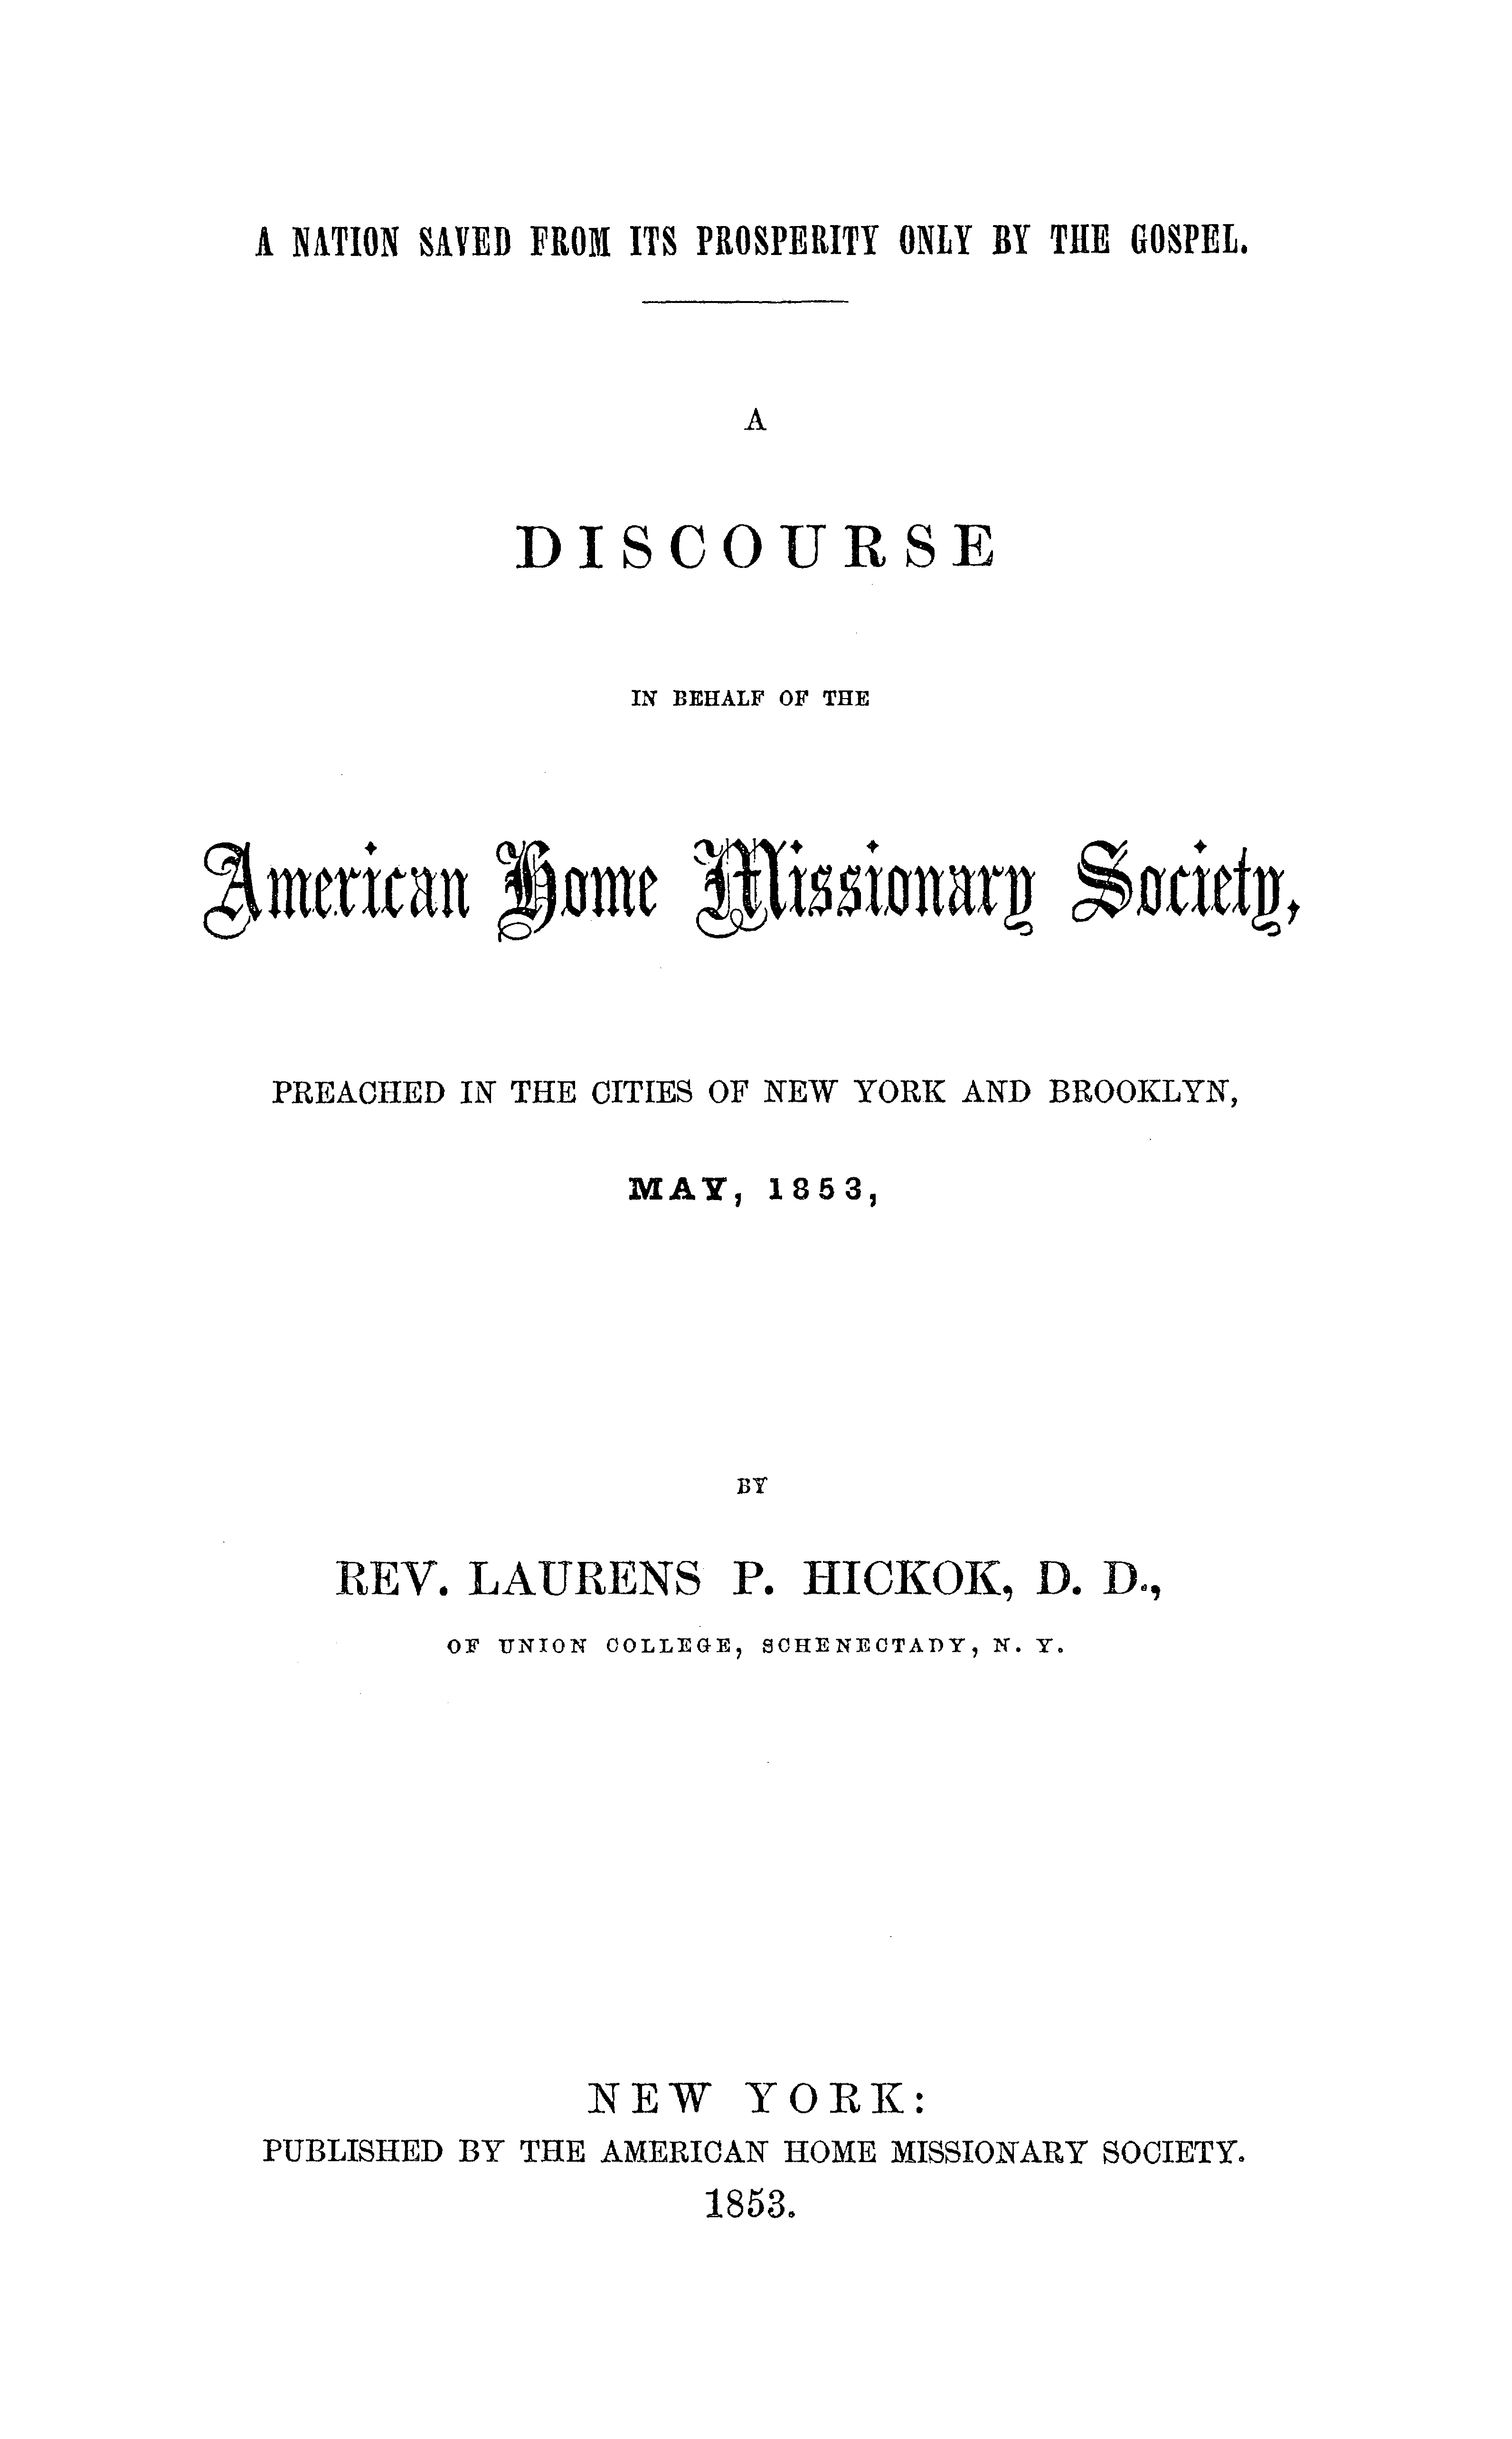 A NATION SAVED FROM ITS PROSPERITY ONLY BY THE GOSPEL.
A
DISCOURSE
IN BEHALF OF THE
American Home Missionary Society,
PREACHED IN THE CITIES OF NEW YORK AND BROOKLYN,
MAY, 1853,
BY
REV. LAURENS P. HICKOK, D. D.,
OF UNION COLLEGE, SCHENECTADY, N. Y.
NEW YORK:
PUBLISHED BY THE AMERICAN HOME MISSIONARY SOCIETY.
1853.